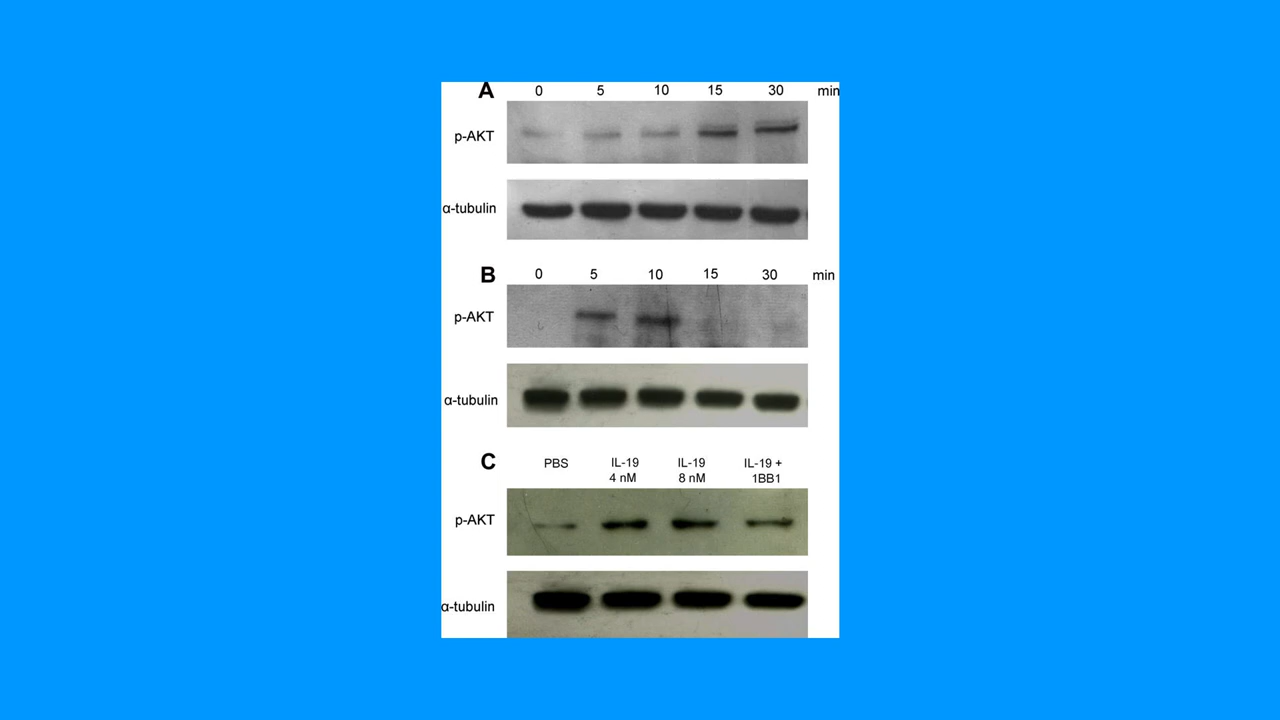 A 0 5 10 15 30 min
p-AKT
α-tubulin
B 0 5 10 15 30 min
p-AKT
α-tubulin
C PBS IL-19 IL-19 IL-19 +
4 nM 8 nM 1BB1
p-AKT
α-tubulin